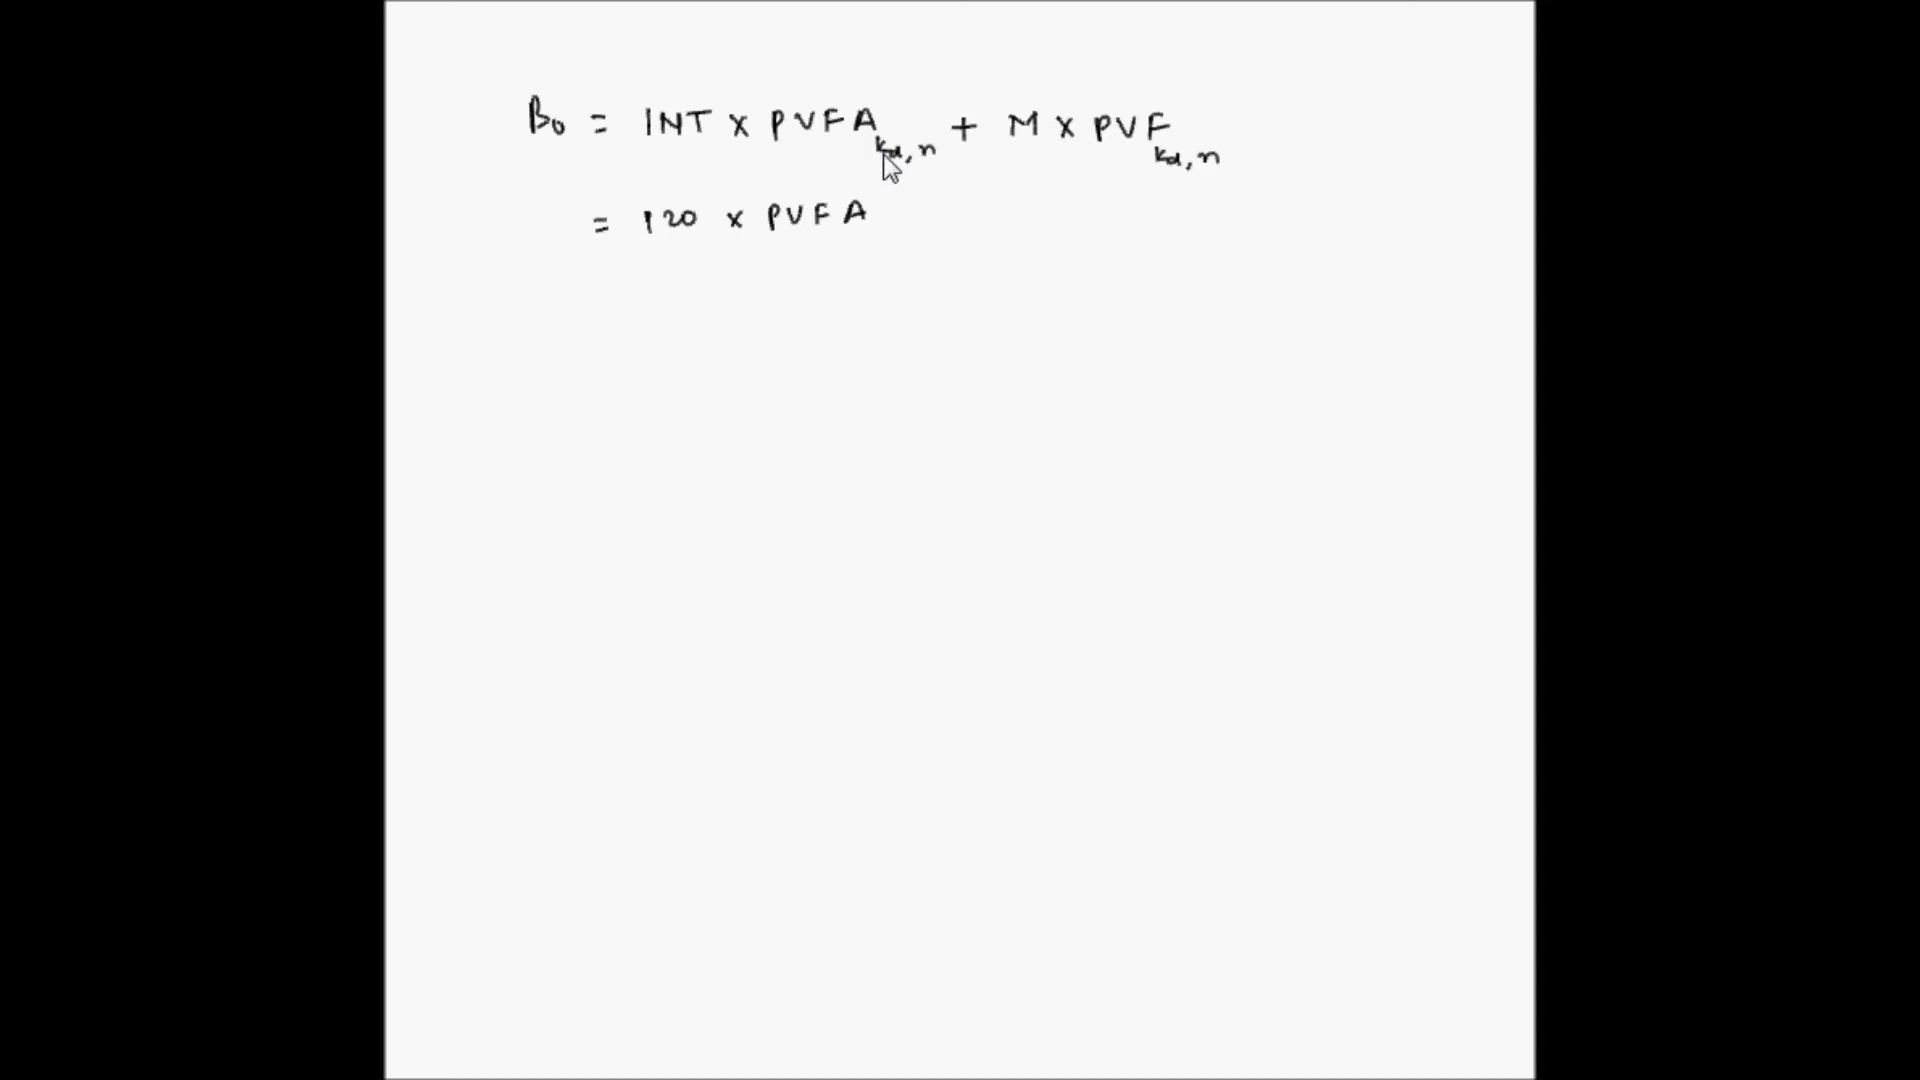 B0 = INT X PVFA kd,n + M X PVF kd,n
= 120 x PVFA